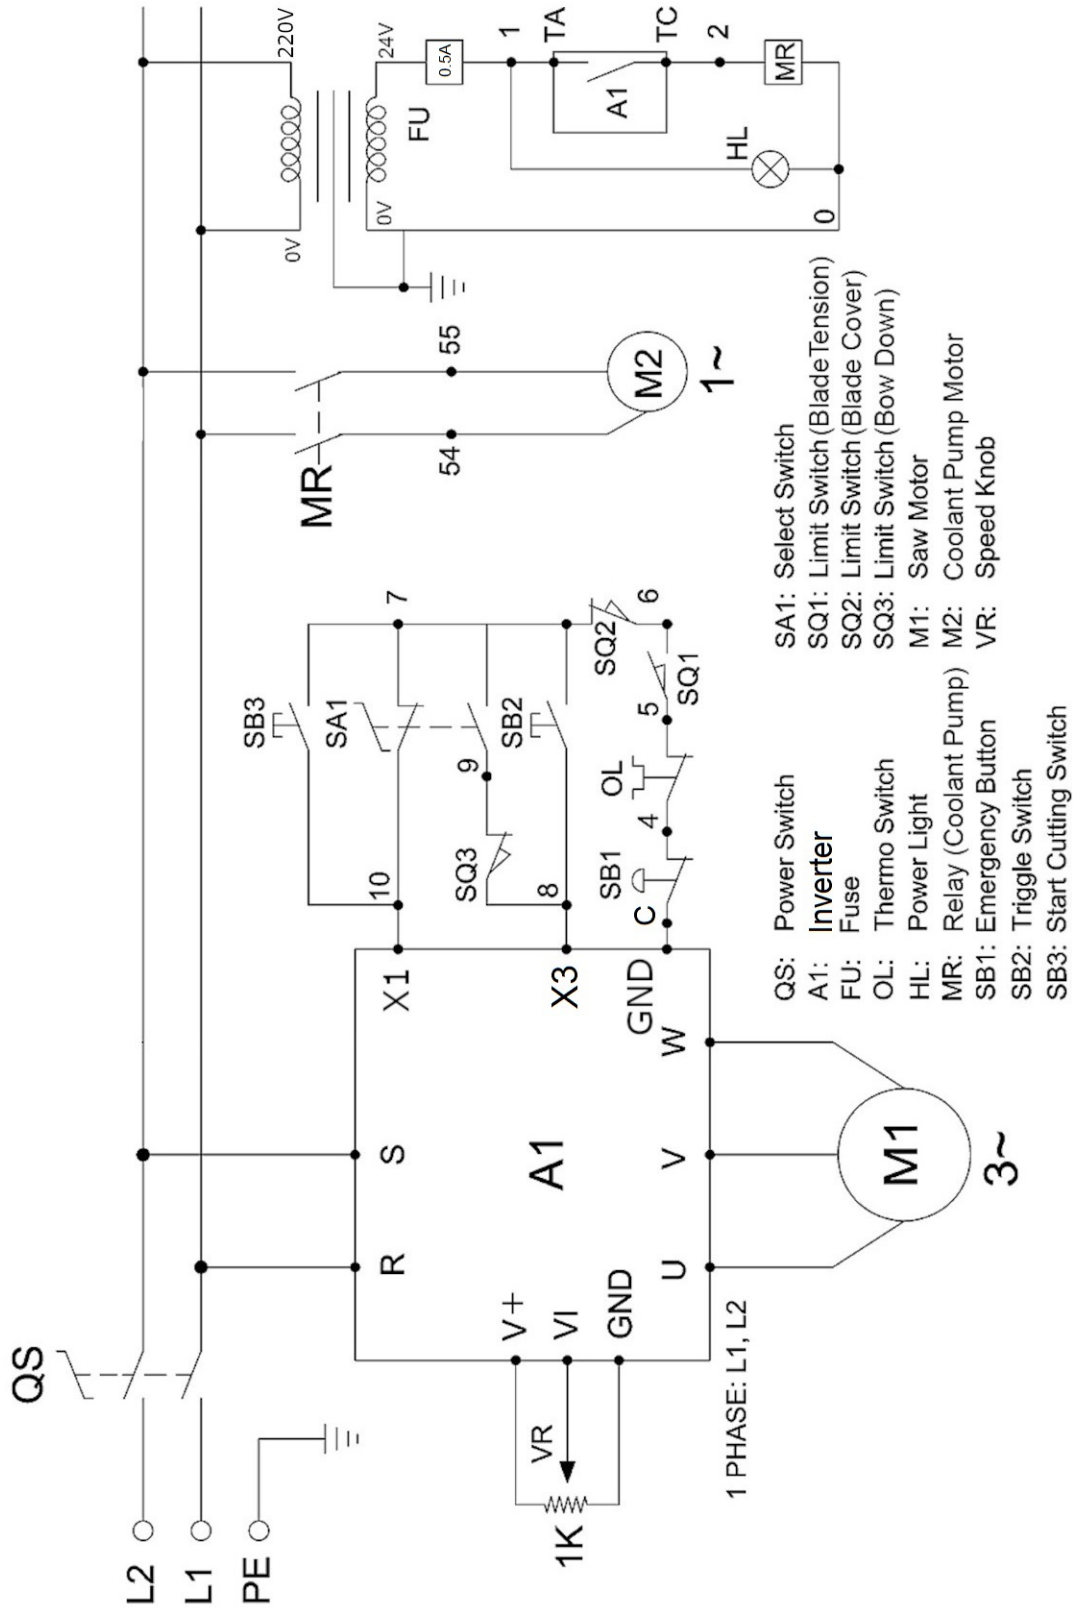 QS
L2
L1
PE
1K
VR
V+
VI
GND
R
S
A1
U
V
W
X1
X3
GND
M1
3~
1 PHASE: L1, L2
10
8
C
SB3
SA1
SQ3
9
SB2
SB1
4
OL
5
SQ1
SQ2
6
7
MR
54
55
M2
1~
0V
220V
0V
24V
FU
0.5A
1
TA
A1
TC
2
MR
HL
0
QS: Power Switch
A1: Inverter
FU: Fuse
OL: Thermo Switch
HL: Power Light
MR: Relay (Coolant Pump)
SB1: Emergency Button
SB2: Triggle Switch
SB3: Start Cutting Switch
SA1: Select Switch
SQ1: Limit Switch (Blade Tension)
SQ2: Limit Switch (Blade Cover)
SQ3: Limit Switch (Bow Down)
M1: Saw Motor
M2: Coolant Pump Motor
VR: Speed Knob